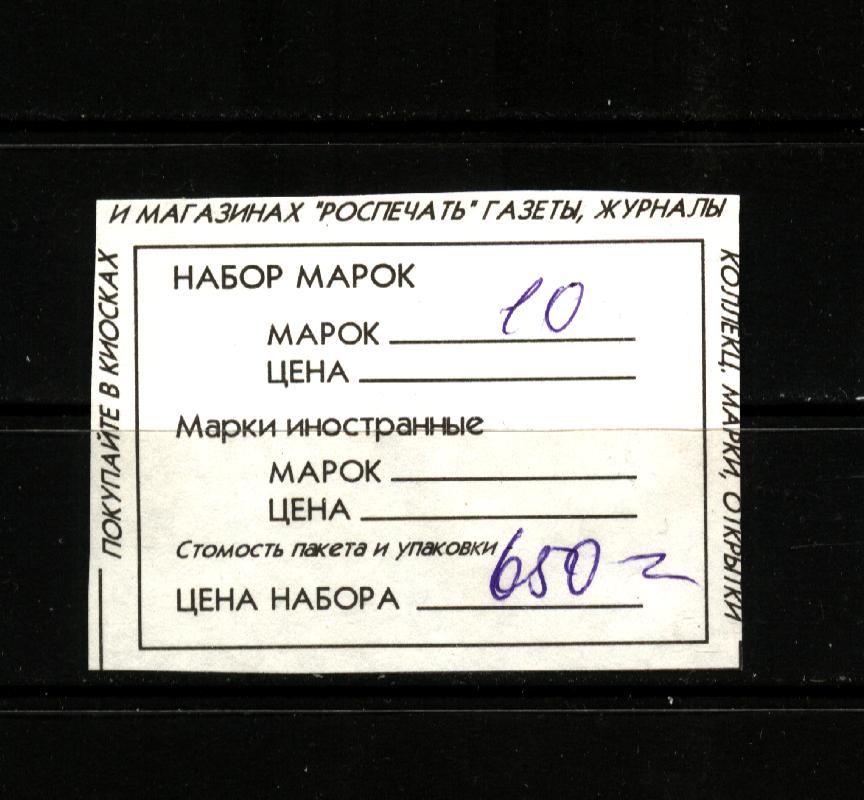 ПОКУПАЙТЕ В КИОСКАХ
И МАГАЗИНАХ "РОСПЕЧАТЬ" ГАЗЕТЫ, ЖУРНАЛЫ
КОЛЛЕКЦ. МАРКИ, ОТКРЫТКИ
НАБОР МАРОК
МАРОК 10
ЦЕНА
Марки иностранные
МАРОК
ЦЕНА
Стомость пакета и упаковки
ЦЕНА НАБОРА 650